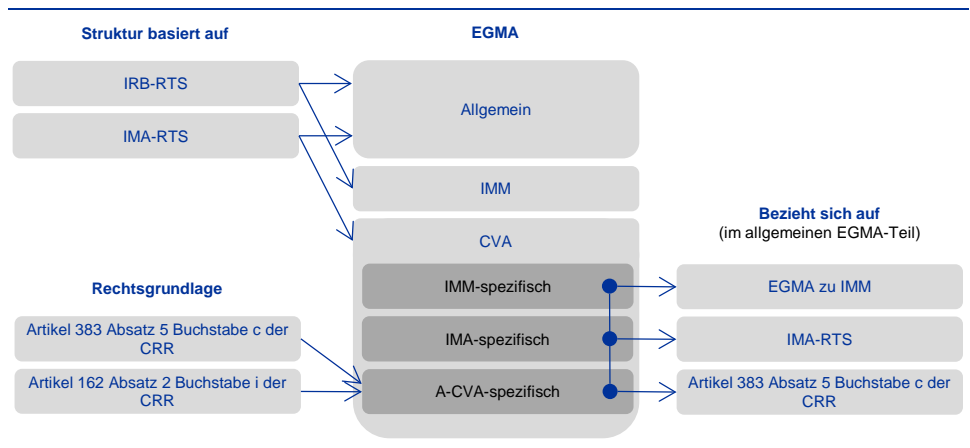 Struktur basiert auf
EGMA
IRB-RTS
IMA-RTS
Allgemein
IMM
CVA
Bezieht sich auf
(im allgemeinen EGMA-Teil)
Rechtsgrundlage
IMM-spezifisch
EGMA zu IMM
Artikel 383 Absatz 5 Buchstabe c der
CRR
IMA-spezifisch
IMA-RTS
Artikel 162 Absatz 2 Buchstabe i der
CRR
A-CVA-spezifisch
Artikel 383 Absatz 5 Buchstabe c der
CRR